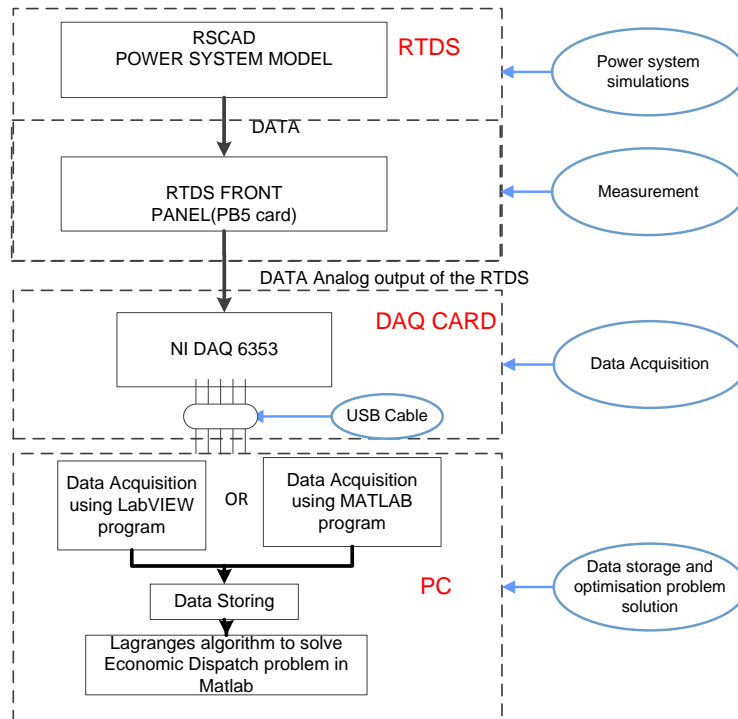 RSCAD
POWER SYSTEM MODEL
RTDS
Power system
simulations
DATA
RTDS FRONT
PANEL(PB5 card)
Measurement
DATA Analog output of the RTDS
DAQ CARD
NI DAQ 6353
Data Acquisition
USB Cable
Data Acquisition
using LabVIEW
program
OR
Data Acquisition
using MATLAB
program
PC
Data storage and
optimisation problem
solution
Data Storing
Lagranges algorithm to solve
Economic Dispatch problem in
Matlab